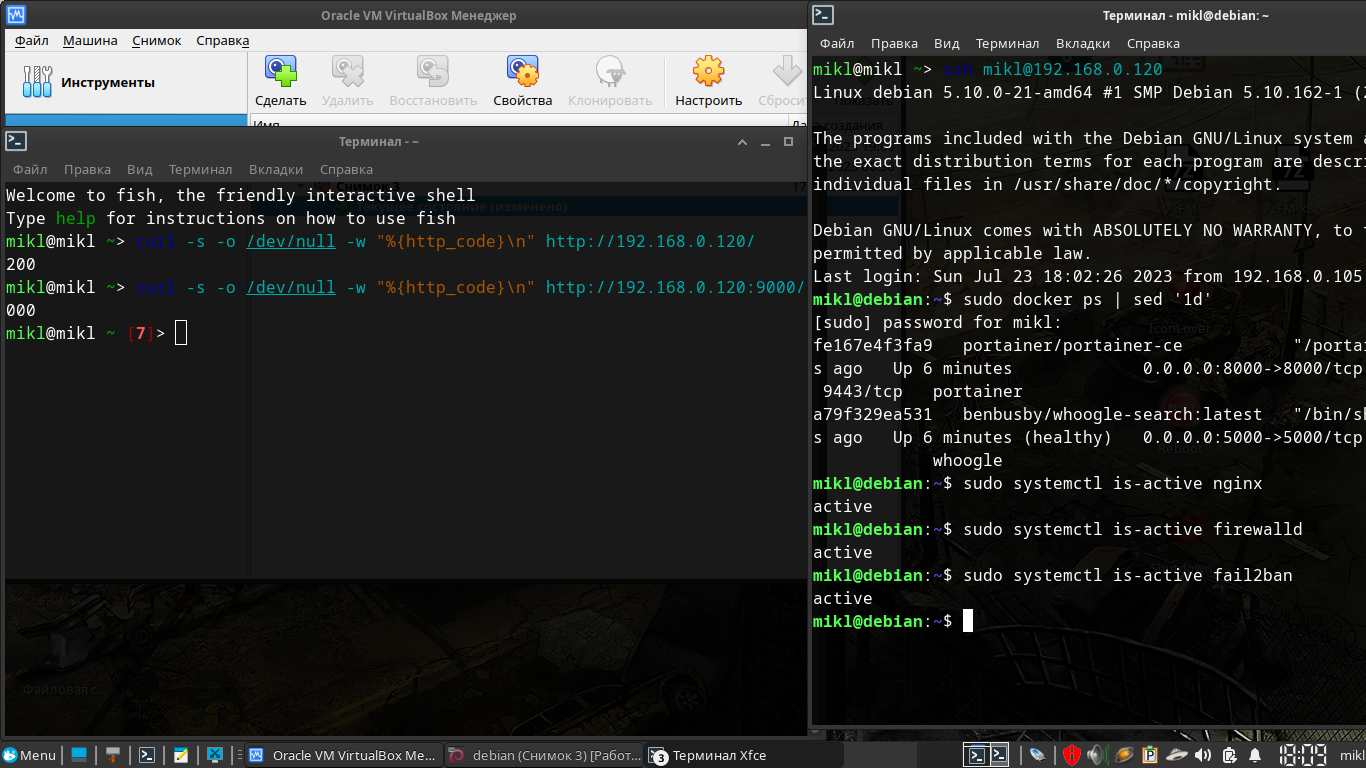 Oracle VM VirtualBox Менеджер
Файл Машина Снимок Справка
Инструменты
Сделать Удалить Восстановить Свойства Клонировать Настроить Сбросит
Имя
Терминал - ~
Файл Правка Вид Терминал Вкладки Справка
Снимок 3
Текущее состояние (изменено)
Welcome to fish, the friendly interactive shell
Type help for instructions on how to use fish
mikl@mikl ~> curl -s -o /dev/null -w "%{http_code}\n" http://192.168.0.120/
200
mikl@mikl ~> curl -s -o /dev/null -w "%{http_code}\n" http://192.168.0.120:9000/
000
mikl@mikl ~ [7]>
Файловая с...
Терминал - mikl@debian: ~
Файл Правка Вид Терминал Вкладки Справка
mikl@mikl ~> ssh mikl@192.168.0.120
Linux debian 5.10.0-21-amd64 #1 SMP Debian 5.10.162-1 (2
Показать
The programs included with the Debian GNU/Linux system a
the exact distribution terms for each program are descri
individual files in /usr/share/doc/*/copyright.
Debian GNU/Linux comes with ABSOLUTELY NO WARRANTY, to t
permitted by applicable law.
Last login: Sun Jul 23 18:02:26 2023 from 192.168.0.105
mikl@debian:~$ sudo docker ps | sed '1d'
[sudo] password for mikl:
IconLover
fe167e4f3fa9 portainer/portainer-ce "/portai
s ago Up 6 minutes 0.0.0.0:8000->8000/tcp
9443/tcp portainer
a79f329ea531 benbusby/whoogle-search:latest "/bin/sh
s ago Up 6 minutes (healthy) 0.0.0.0:5000->5000/tcp
Reboot
whoogle
mikl@debian:~$ sudo systemctl is-active nginx
active
mikl@debian:~$ sudo systemctl is-active firewalld
active
mikl@debian:~$ sudo systemctl is-active fail2ban
active
mikl@debian:~$
Menu Oracle VM VirtualBox Ме... debian (Снимок 3) [Работ... 3 Терминал Xfce 18:09 mikl